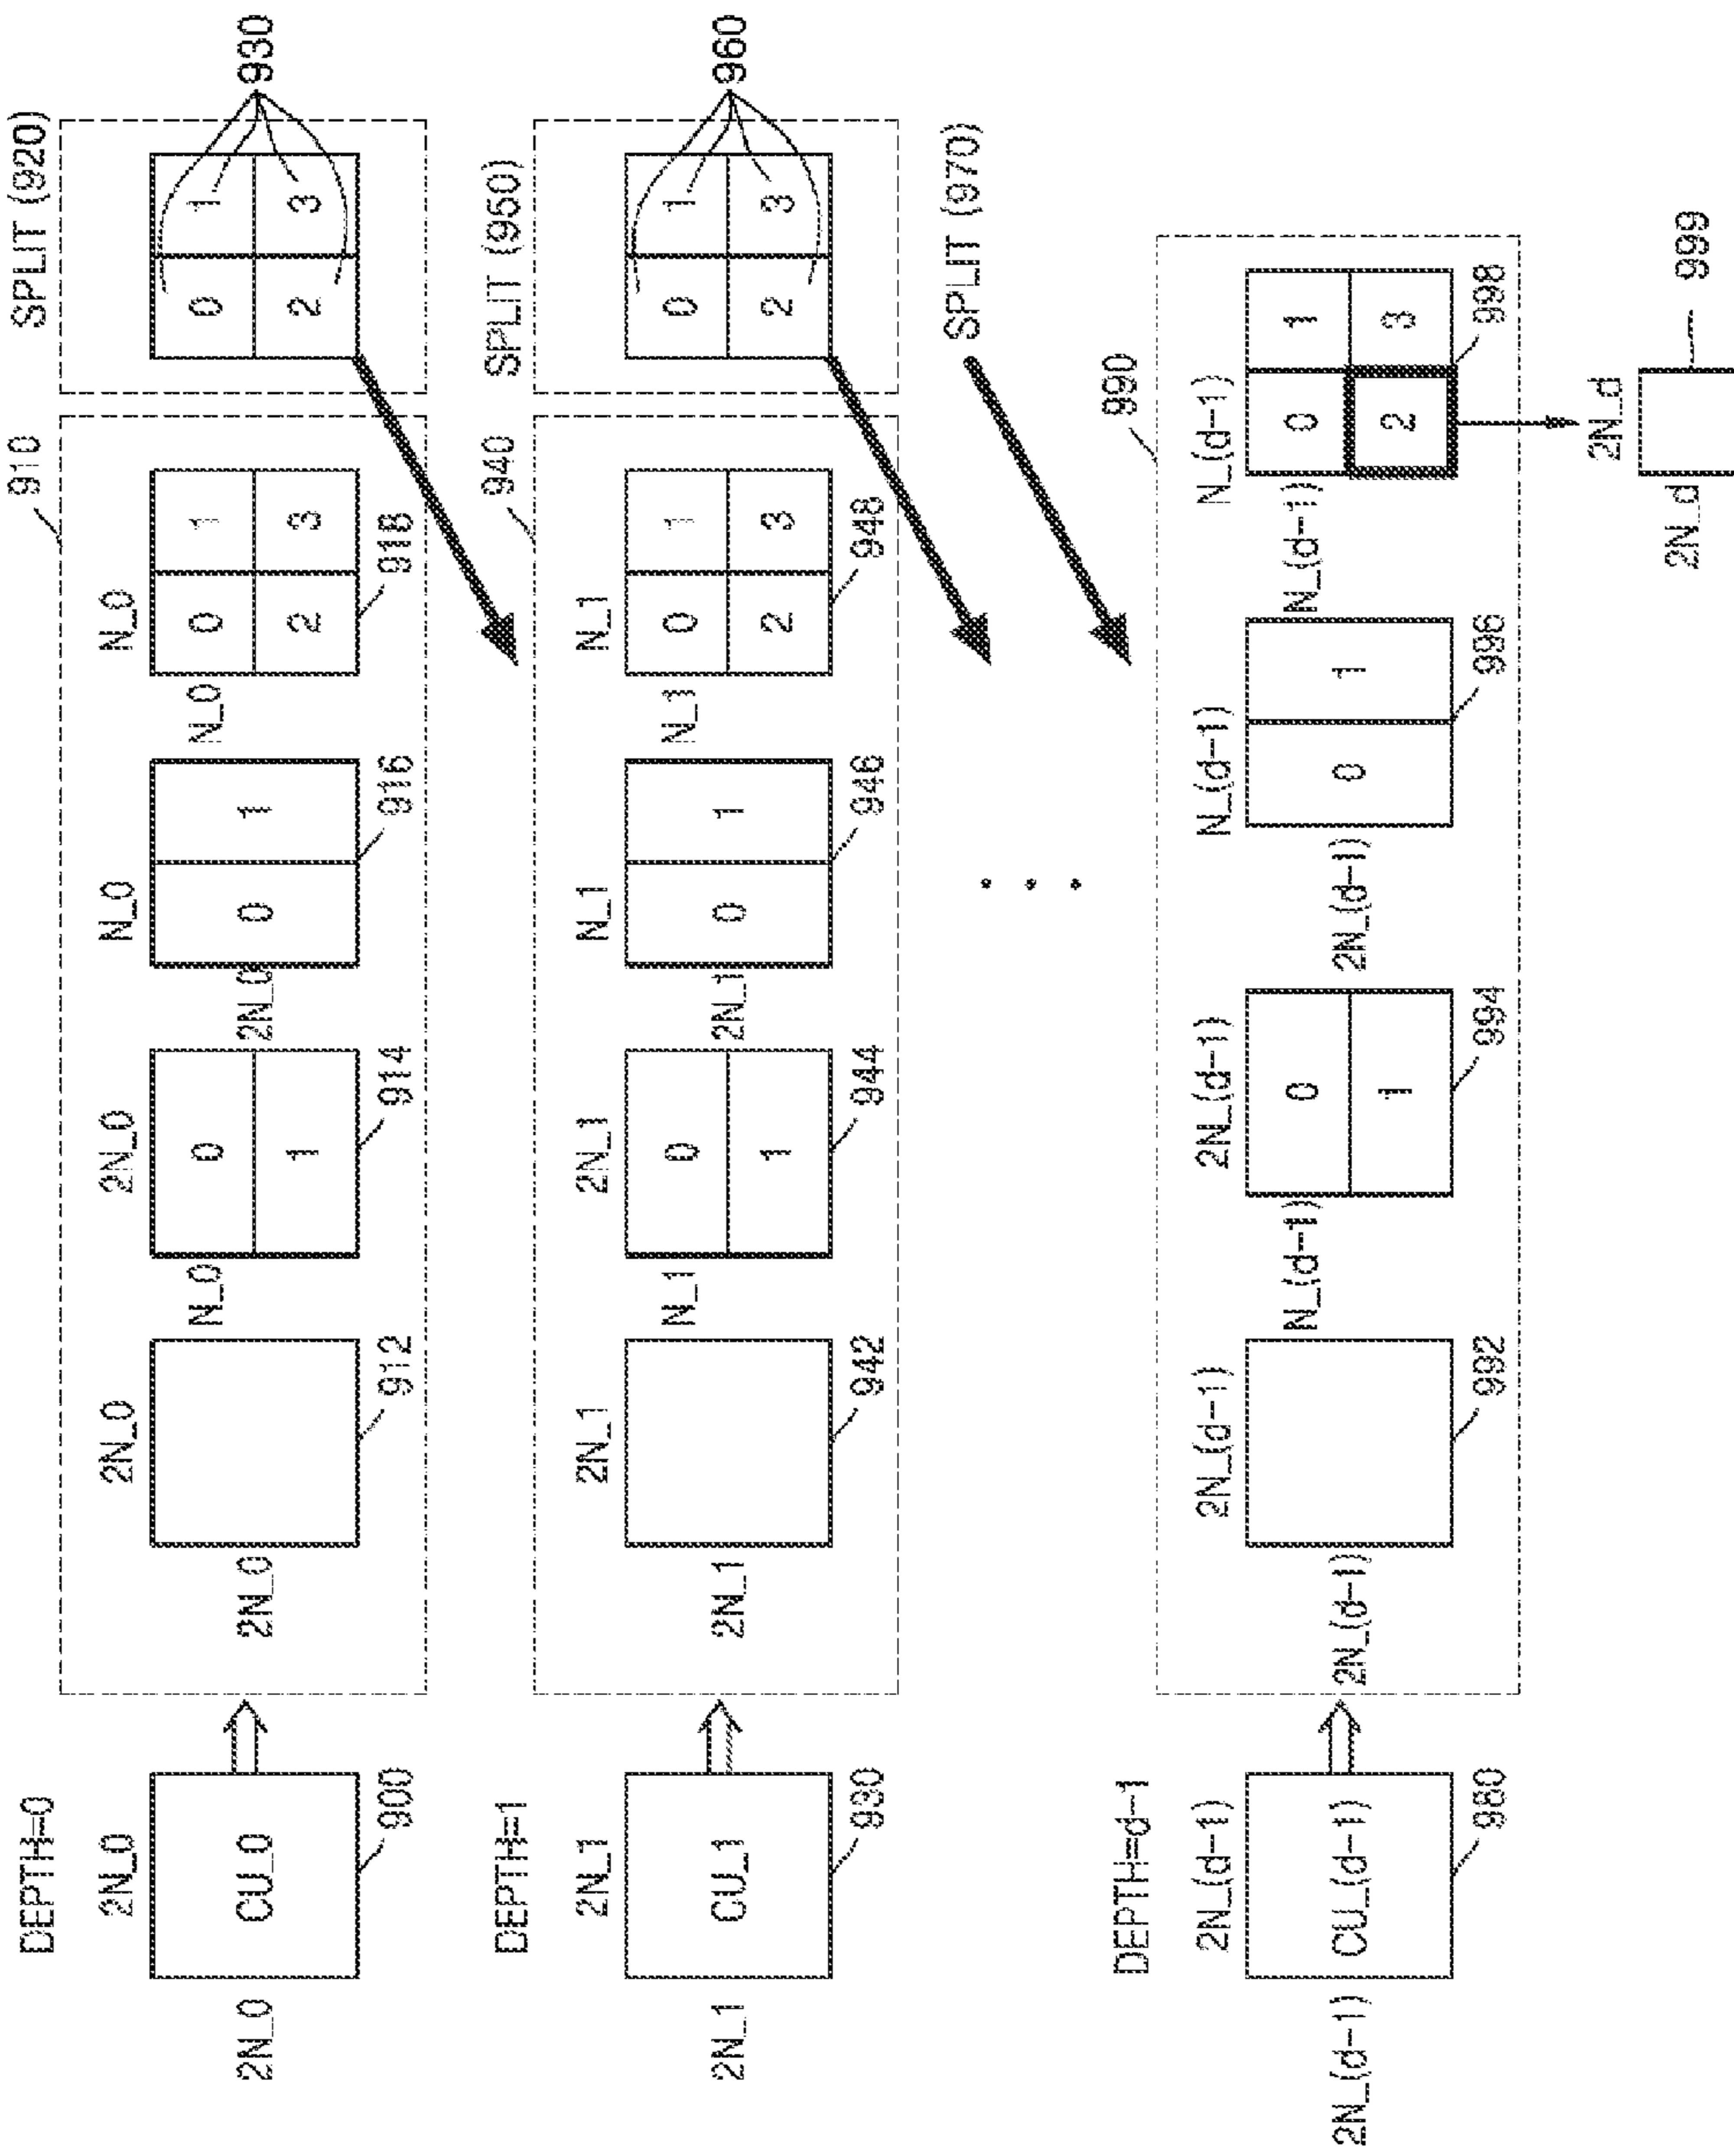 DEPTH=0
2N_0
2N_0
CU_0
900
910
2N_0
2N_0
912
2N_0
N_0
0
1
914
N_0
2N_0
0 1
916
N_0
N_0
0 1
2 3
918
SPLIT (920)
0 1
2 3
930
DEPTH=1
2N_1
2N_1
CU_1
930
940
2N_1
2N_1
942
2N_1
N_1
0
1
944
N_1
2N_1
0 1
946
N_1
N_1
0 1
2 3
948
SPLIT (950)
0 1
2 3
960
SPLIT (970)
DEPTH=d-1
2N_(d-1)
2N_(d-1)
CU_(d-1)
980
990
2N_(d-1)
2N_(d-1)
992
2N_(d-1)
N_(d-1)
0
1
994
N_(d-1)
2N_(d-1)
0 1
996
N_(d-1)
N_(d-1)
0 1
2 3
998
2N_d
2N_d
999